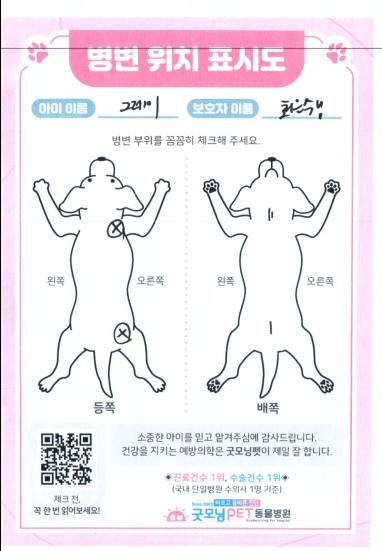 병변 위치 표시도
아이 이름 그레이 보호자 이름
병변 부위를 꼼꼼히 체크해 주세요.
왼쪽 오른쪽 왼쪽 오른쪽
등쪽 배쪽
소중한 아이를 믿고 맡겨주심에 감사드립니다.
건강을 지키는 예방의학은 굿모닝펫이 제일 잘 합니다.
◈진료건수 1위, 수술건수 1위◈
(국내 단일병원 수의사 1명 기준)
체크 전,
꼭 한 번 읽어보세요!
굿모닝PET동물병원